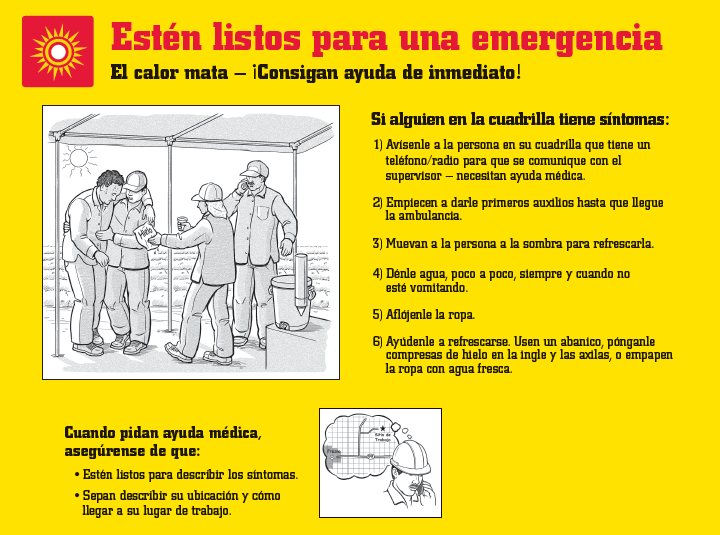 Estén listos para una emergencia
El calor mata – ¡Consigan ayuda de inmediato!
Hielo
Si alguien en la cuadrilla tiene síntomas:
1) Avísenle a la persona en su cuadrilla que tiene un
teléfono/radio para que se comunique con el
supervisor – necesitan ayuda médica.
2) Empiecen a darle primeros auxilios hasta que llegue
la ambulancia.
3) Muevan a la persona a la sombra para refrescarla.
4) Dénle agua, poco a poco, siempre y cuando no
esté vomitando.
5) Aflójenle la ropa.
6) Ayúdenle a refrescarse. Usen un abanico, pónganle
compresas de hielo en la ingle y las axilas, o empapen
la ropa con agua fresca.
Cuando pidan ayuda médica,
asegúrense de que:
• Estén listos para describir los síntomas.
• Sepan describir su ubicación y cómo
llegar a su lugar de trabajo.
Sitio de
Trabajo
Fresno
99